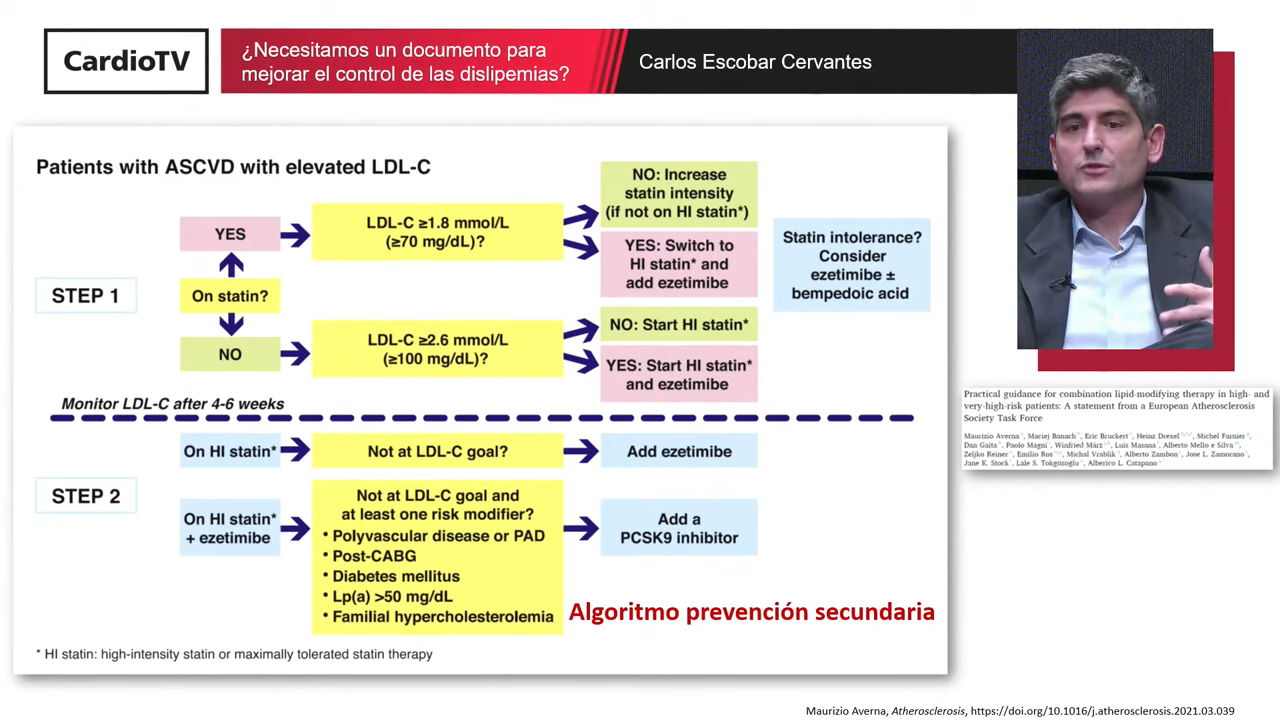 CardioTV
¿Necesitamos un documento para
mejorar el control de las dislipemias?
Carlos Escobar Cervantes
Patients with ASCVD with elevated LDL-C
STEP 1
YES
On statin?
NO
LDL-C ≥1.8 mmol/L
(≥70 mg/dL)?
LDL-C ≥2.6 mmol/L
(≥100 mg/dL)?
NO: Increase
statin intensity
(if not on HI statin*)
YES: Switch to
HI statin* and
add ezetimibe
NO: Start HI statin*
YES: Start HI statin*
and ezetimibe
Statin intolerance?
Consider
ezetimibe ±
bempedoic acid
Monitor LDL-C after 4-6 weeks
STEP 2
On HI statin*
Not at LDL-C goal?
Add ezetimibe
On HI statin*
+ ezetimibe
Not at LDL-C goal and
at least one risk modifier?
• Polyvascular disease or PAD
• Post-CABG
• Diabetes mellitus
• Lp(a) >50 mg/dL
• Familial hypercholesterolemia
Add a
PCSK9 inhibitor
Algoritmo prevención secundaria
* HI statin: high-intensity statin or maximally tolerated statin therapy
Practical guidance for combination lipid-modifying therapy in high- and
very-high-risk patients: A statement from a European Atherosclerosis
Society Task Force
Maurizio Averna, Maciej Banach, Eric Bruckert, Heinz Drexel, Michel Farnier,
Dan Gaita, Paolo Magni, Winfried März, Luis Masana, Alberto Mello e Silva,
Zeljko Reiner, Emilio Ros, Michal Vrablik, Alberto Zambon, Jose L. Zamorano,
Jane K. Stock, Lale S. Tokgözoğlu, Alberico L. Catapano
Maurizio Averna, Atherosclerosis, https://doi.org/10.1016/j.atherosclerosis.2021.03.039